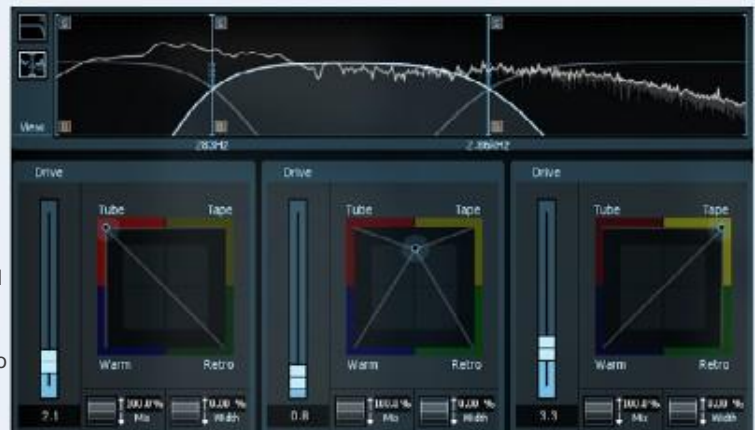 View
283Hz 2.86kHz
Drive Drive Drive
Tube Tape Tube Tape Tube Tape
Warm Retro Warm Retro Warm Retro
100.0 % 0.00 % 100.0 % 0.00 % 100.0 % 0.00 %
2.1 Mix Width 0.8 Mix Width 3.3 Mix Width